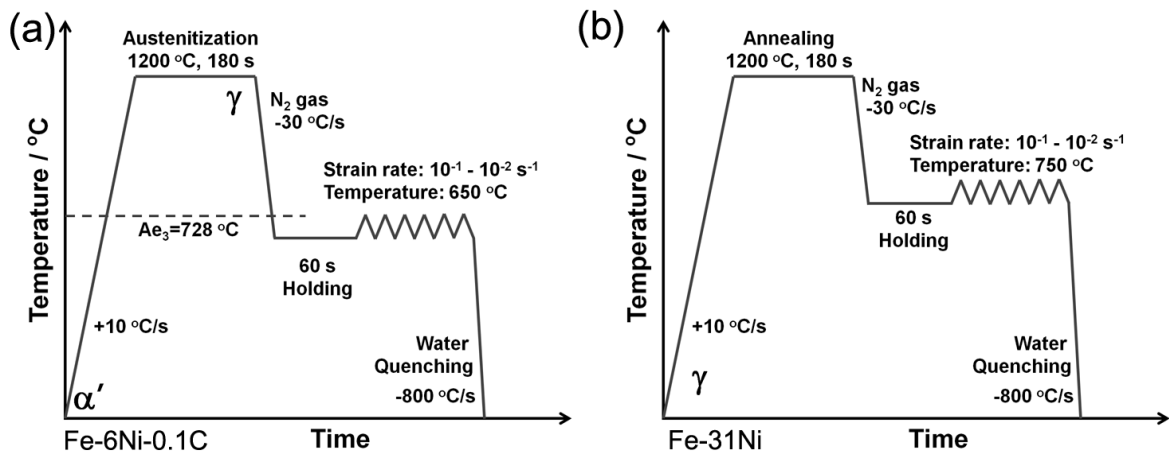 (a)
Temperature / °C
Austenitization
1200 °C, 180 s
γ
N₂ gas
-30 °C/s
Strain rate: 10⁻¹ - 10⁻² s⁻¹
Temperature: 650 °C
Ae₃=728 °C
60 s
Holding
+10 °C/s
Water
Quenching
-800 °C/s
α′
Fe-6Ni-0.1C
Time
(b)
Temperature / °C
Annealing
1200 °C, 180 s
N₂ gas
-30 °C/s
Strain rate: 10⁻¹ - 10⁻² s⁻¹
Temperature: 750 °C
60 s
Holding
+10 °C/s
Water
Quenching
-800 °C/s
γ
Fe-31Ni
Time